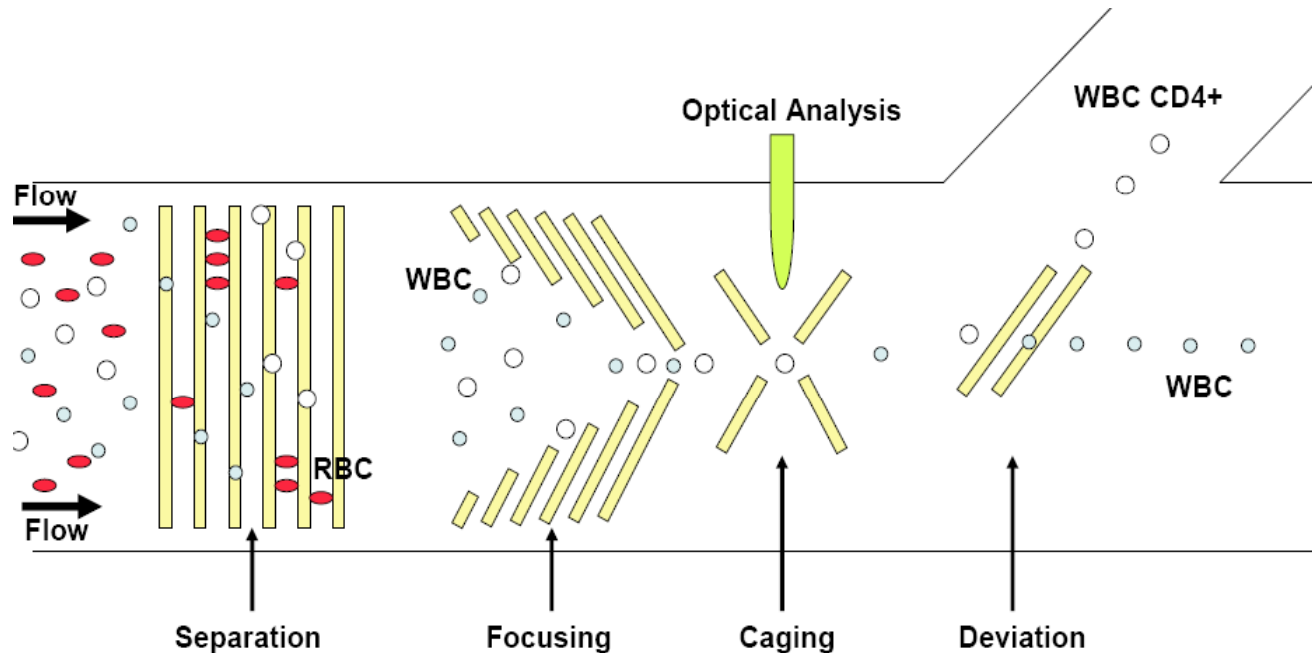 Optical Analysis
WBC CD4+
Flow
WBC
WBC
RBC
Flow
Separation
Focusing
Caging
Deviation